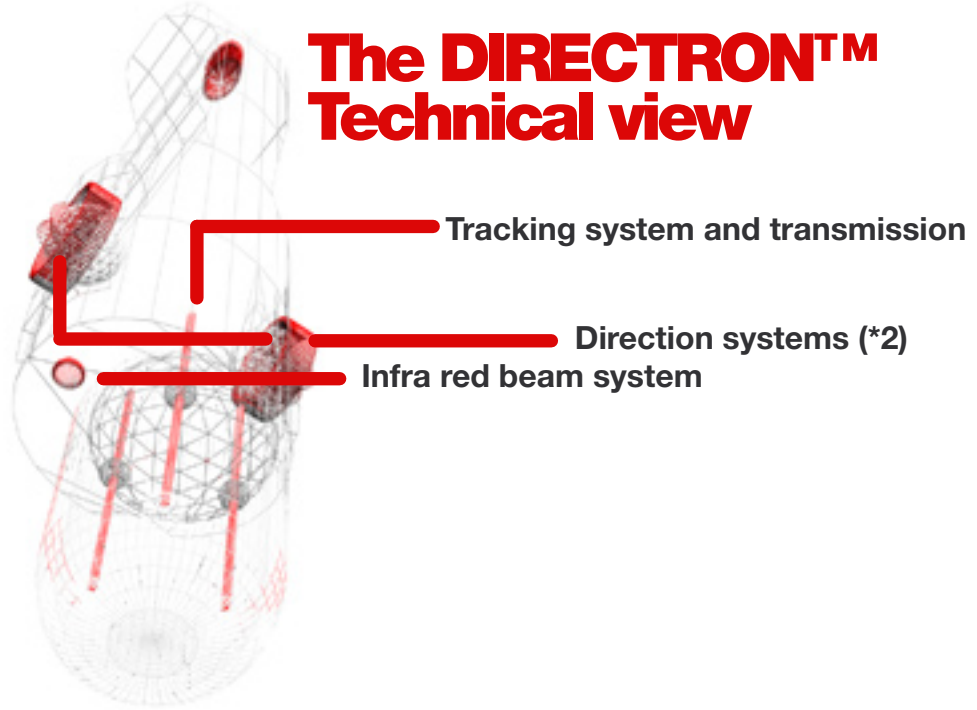 The DIRECTRON™
Technical view
Tracking system and transmission
Direction systems (*2)
Infra red beam system